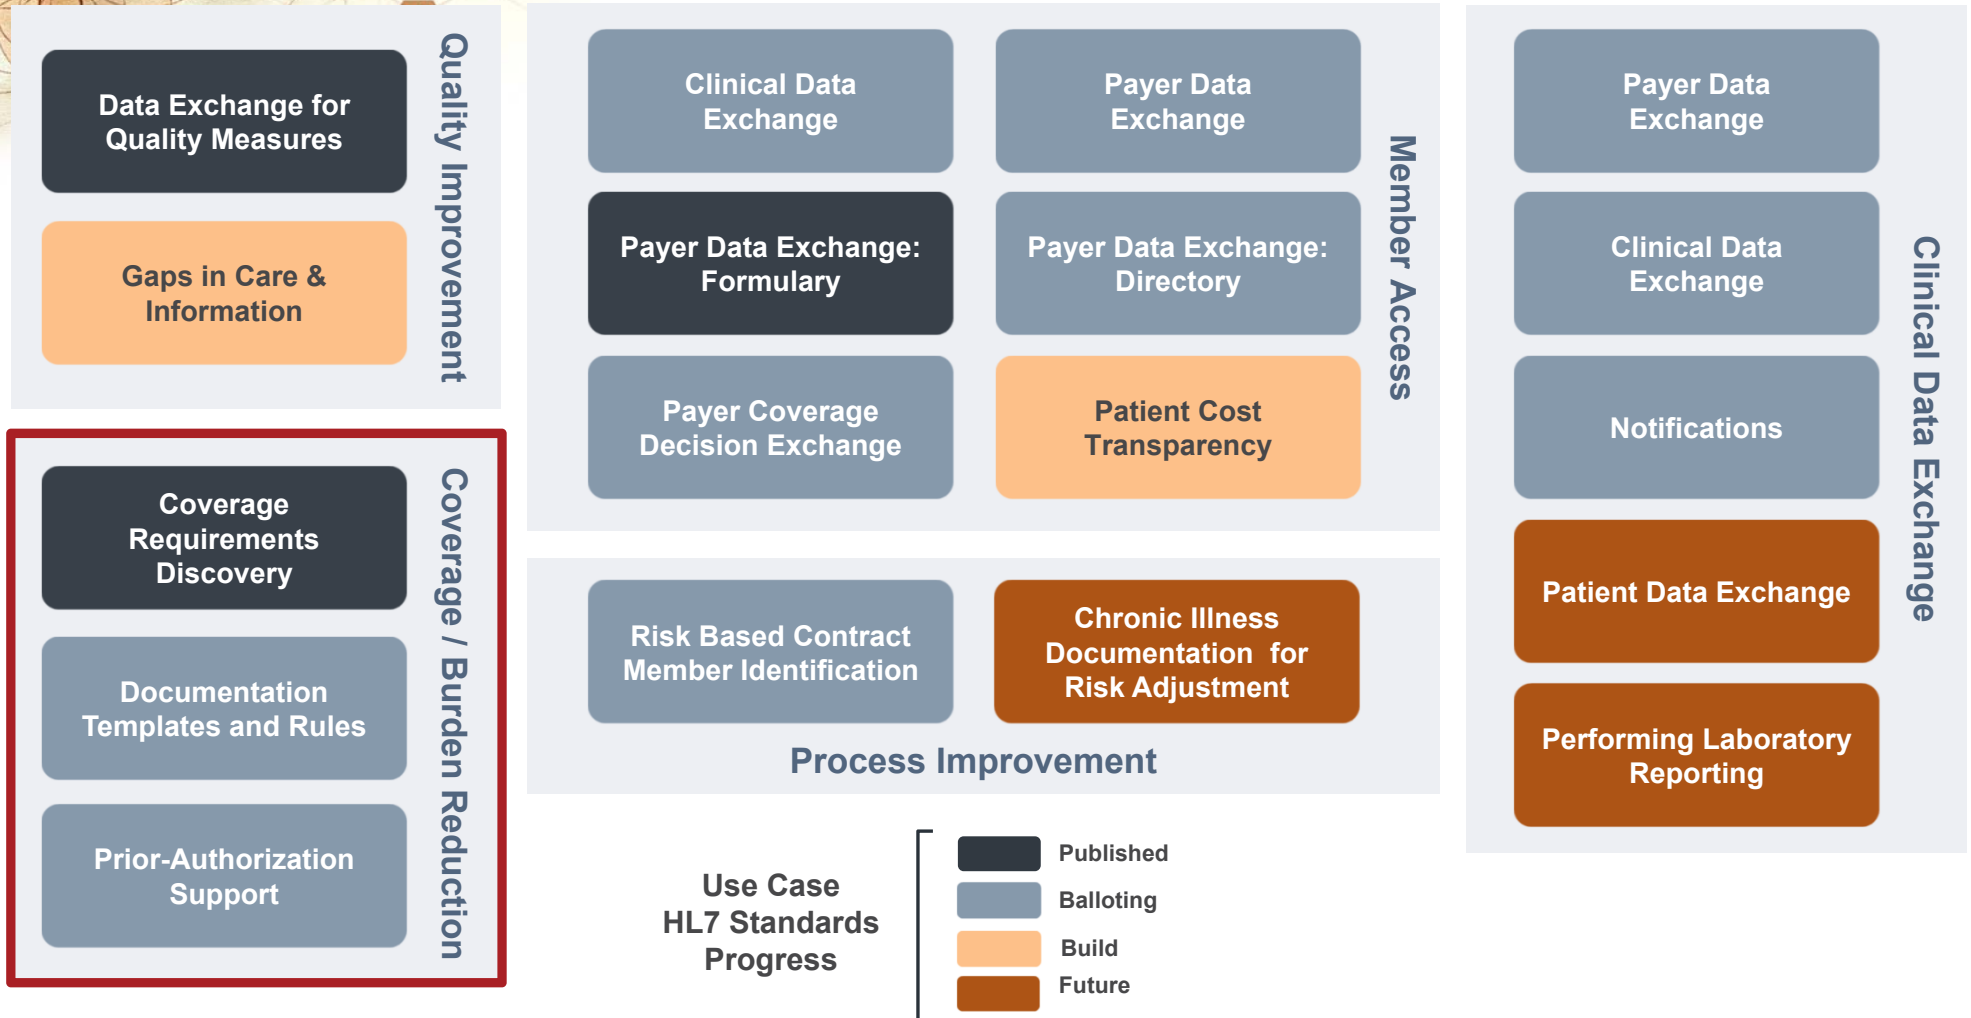 Data Exchange for
Quality Measures
Gaps in Care &
Information
Quality Improvement
Coverage
Requirements
Discovery
Documentation
Templates and Rules
Prior-Authorization
Support
Coverage / Burden Reduction
Clinical Data
Exchange
Payer Data
Exchange
Payer Data Exchange:
Formulary
Payer Data Exchange:
Directory
Payer Coverage
Decision Exchange
Patient Cost
Transparency
Member Access
Risk Based Contract
Member Identification
Chronic Illness
Documentation for
Risk Adjustment
Process Improvement
Payer Data
Exchange
Clinical Data
Exchange
Notifications
Patient Data Exchange
Performing Laboratory
Reporting
Clinical Data Exchange
Use Case
HL7 Standards
Progress
Published
Balloting
Build
Future